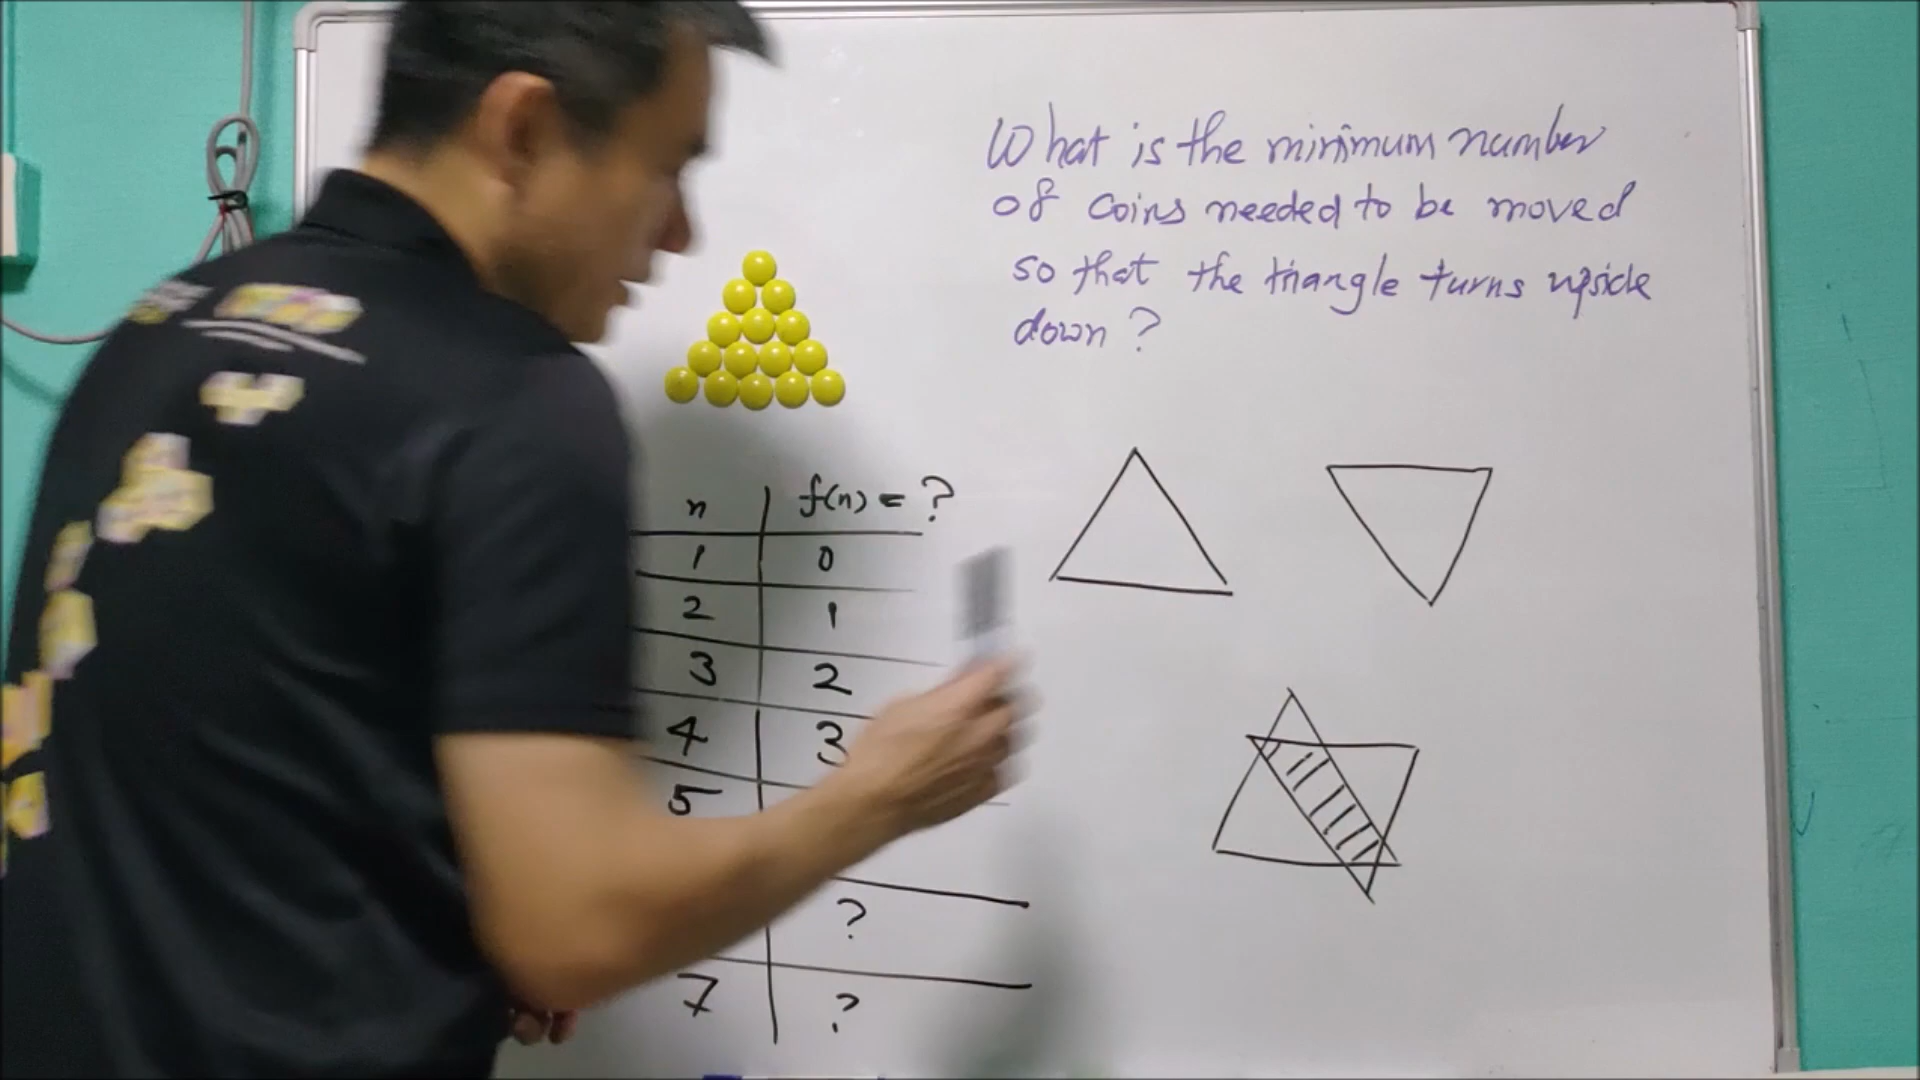 What is the minimum number
of coins needed to be moved
so that the triangle turns upside
down?
n f(n) = ?
1 0
2 1
3 2
4 3
5
?
7 ?